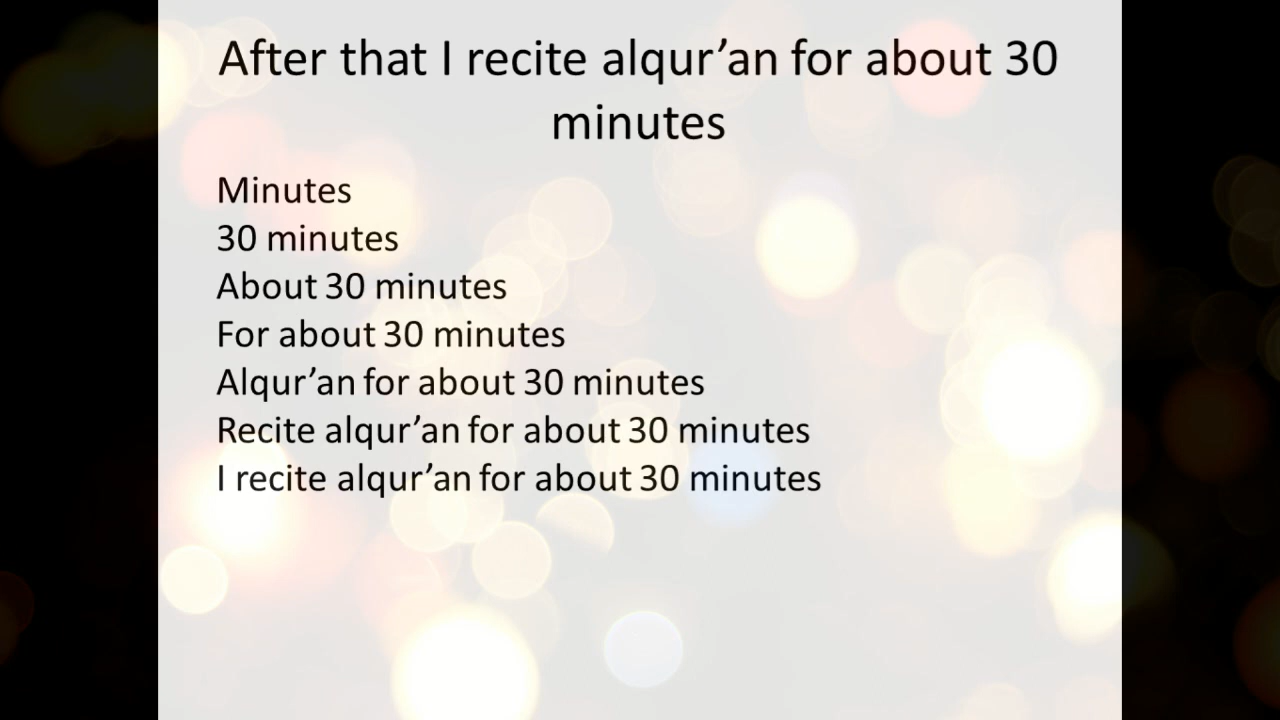 After that I recite alqur’an for about 30
minutes
Minutes
30 minutes
About 30 minutes
For about 30 minutes
Alqur’an for about 30 minutes
Recite alqur’an for about 30 minutes
I recite alqur’an for about 30 minutes